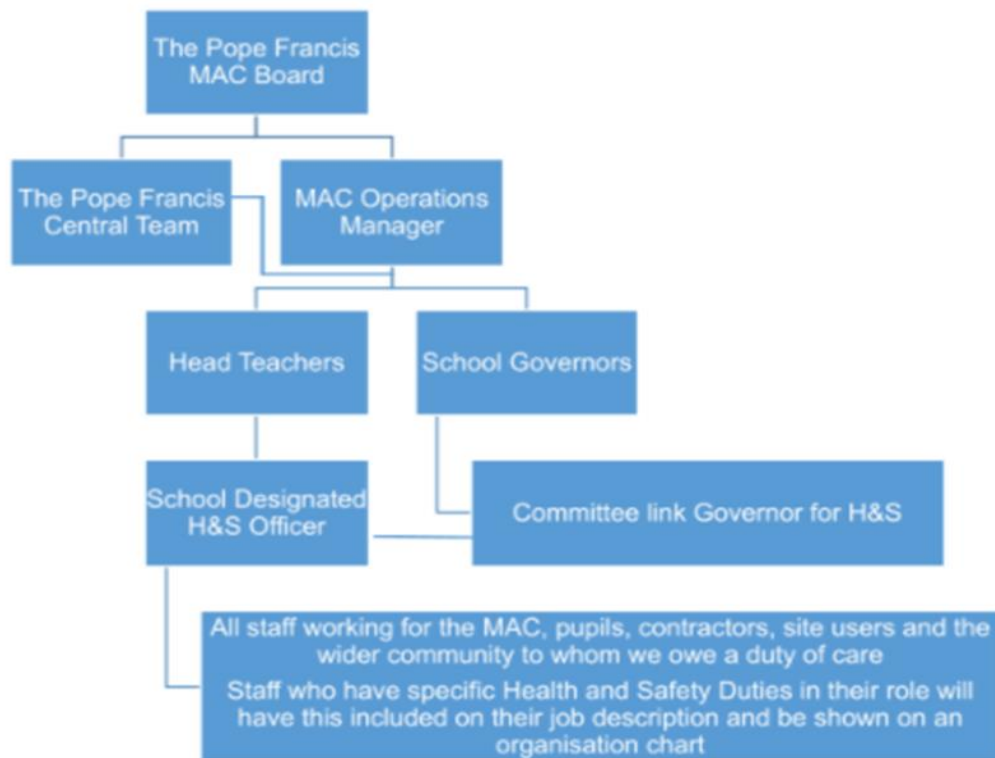 The Pope Francis
MAC Board
The Pope Francis
Central Team
MAC Operations
Manager
Head Teachers
School Governors
School Designated
H&S Officer
Committee link Governor for H&S
All staff working for the MAC, pupils, contractors, site users and the
wider community to whom we owe a duty of care
Staff who have specific Health and Safety Duties in their role will
have this included on their job description and be shown on an
organisation chart